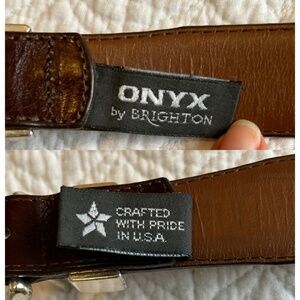 ONYX
by BRIGHTON
CRAFTED
WITH PRIDE
IN U.S.A.